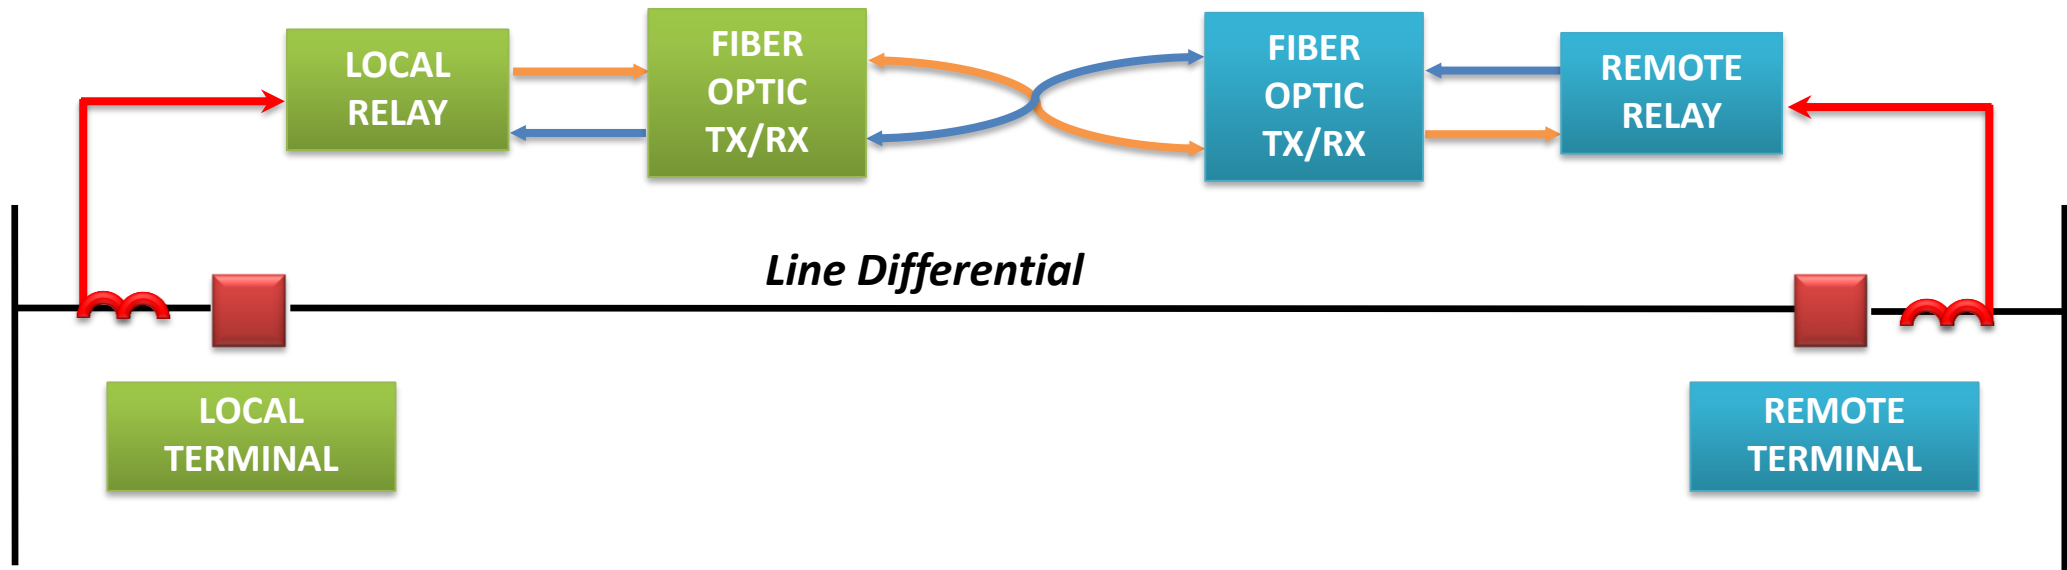 LOCAL
RELAY
FIBER
OPTIC
TX/RX
FIBER
OPTIC
TX/RX
REMOTE
RELAY
Line Differential
LOCAL
TERMINAL
REMOTE
TERMINAL